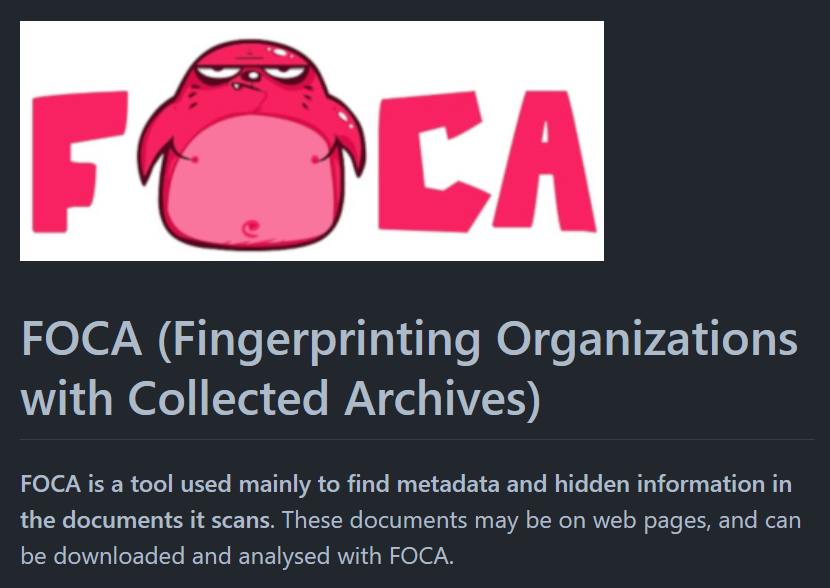 FOCA
FOCA (Fingerprinting Organizations
with Collected Archives)
FOCA is a tool used mainly to find metadata and hidden information in
the documents it scans. These documents may be on web pages, and can
be downloaded and analysed with FOCA.